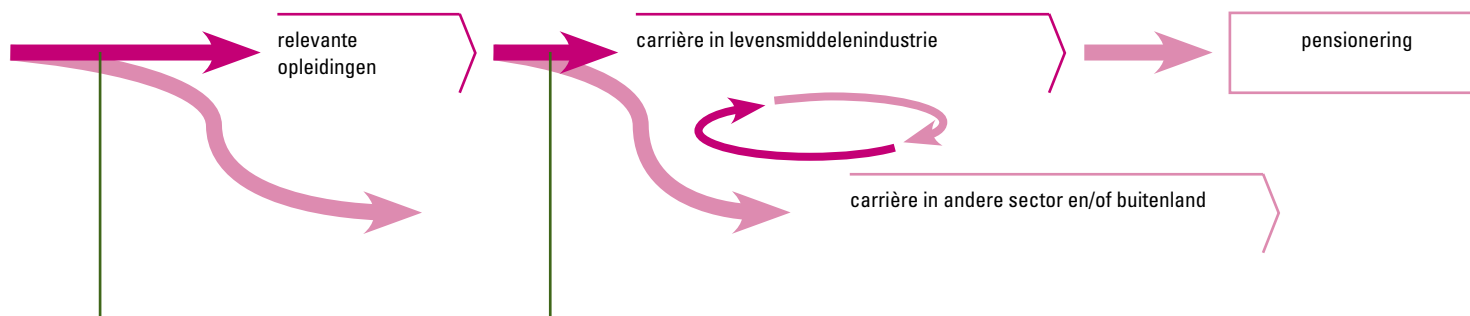 relevante
opleidingen
carrière in levensmiddelenindustrie
pensionering
carrière in andere sector en/of buitenland